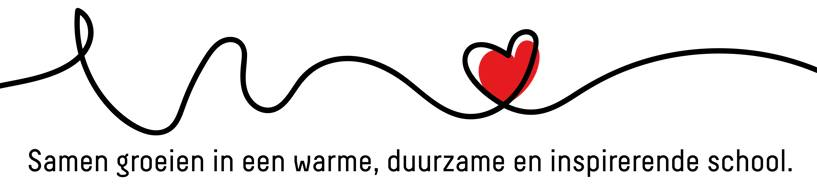 Samen groeien in een warme, duurzame en inspirerende school.